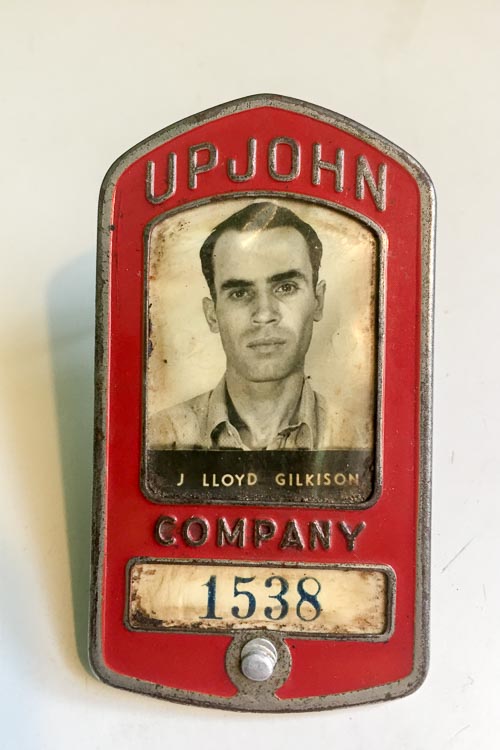 UPJOHN
J LLOYD GILKISON
COMPANY
1538